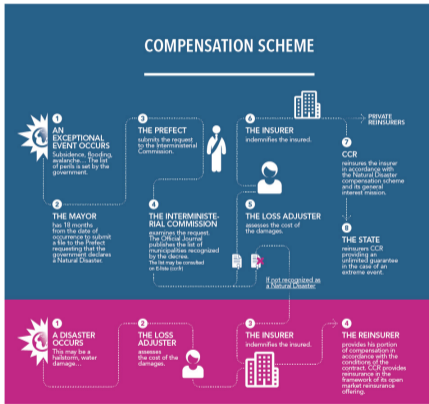 COMPENSATION SCHEME
1
AN
EXCEPTIONAL
EVENT OCCURS
Subsidence, flooding,
avalanche... The list
of perils is set by the
government.
2
THE MAYOR
has 18 months
from the date of
occurrence to submit
a file to the Prefect
requesting that the
government declares
a Natural Disaster.
3
THE PREFECT
submits the request
to the Interministerial
Commission.
4
THE INTERMINISTE-
RIAL COMMISSION
examines the request.
The Official Journal
publishes the list of
municipalities recognized
by the decree.
The list may be consulted
on
5
THE LOSS ADJUSTER
assesses the cost of
the damages.
If not recognized as
a Natural Disaster
6
THE INSURER
indemnifies the insured.
PRIVATE
REINSURERS
7
CCR
reinsures the insurer
in accordance with
the Natural Disaster
compensation scheme
and its general
interest mission.
8
THE STATE
reinsurers CCR
providing an
unlimited guarantee
in the case of an
extreme event.
1
A DISASTER
OCCURS
This may be a
hailstorm, water
damage...
2
THE LOSS
ADJUSTER
assesses
the cost of the
damages.
3
THE INSURER
indemnifies the insured.
4
THE REINSURER
provides his portion
of compensation in
accordance with the
conditions of the
contract. CCR provides
reinsurance in the
framework of its open
market reinsurance
offering.